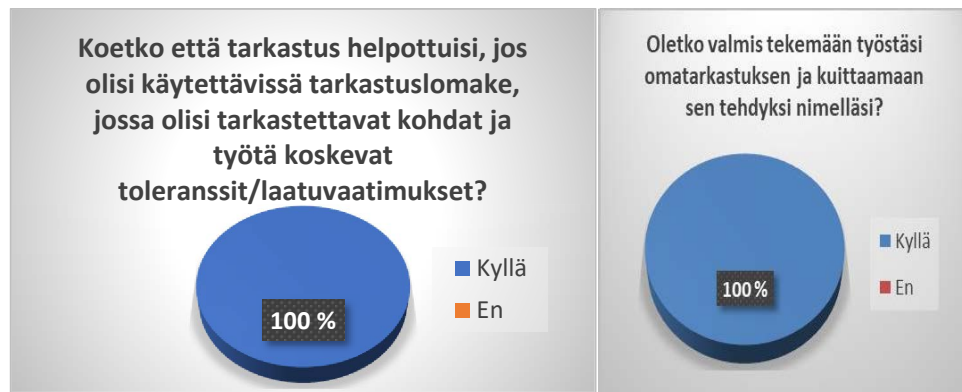 Koetko että tarkastus helpottuisi, jos
olisi käytettävissä tarkastuslomake,
jossa olisi tarkastettavat kohdat ja
työtä koskevat
toleranssit/laatuvaatimukset?
Kyllä
En
100 %
Oletko valmis tekemään työstäsi
omatarkastuksen ja kuittaamaan
sen tehdyksi nimelläsi?
Kyllä
En
100 %